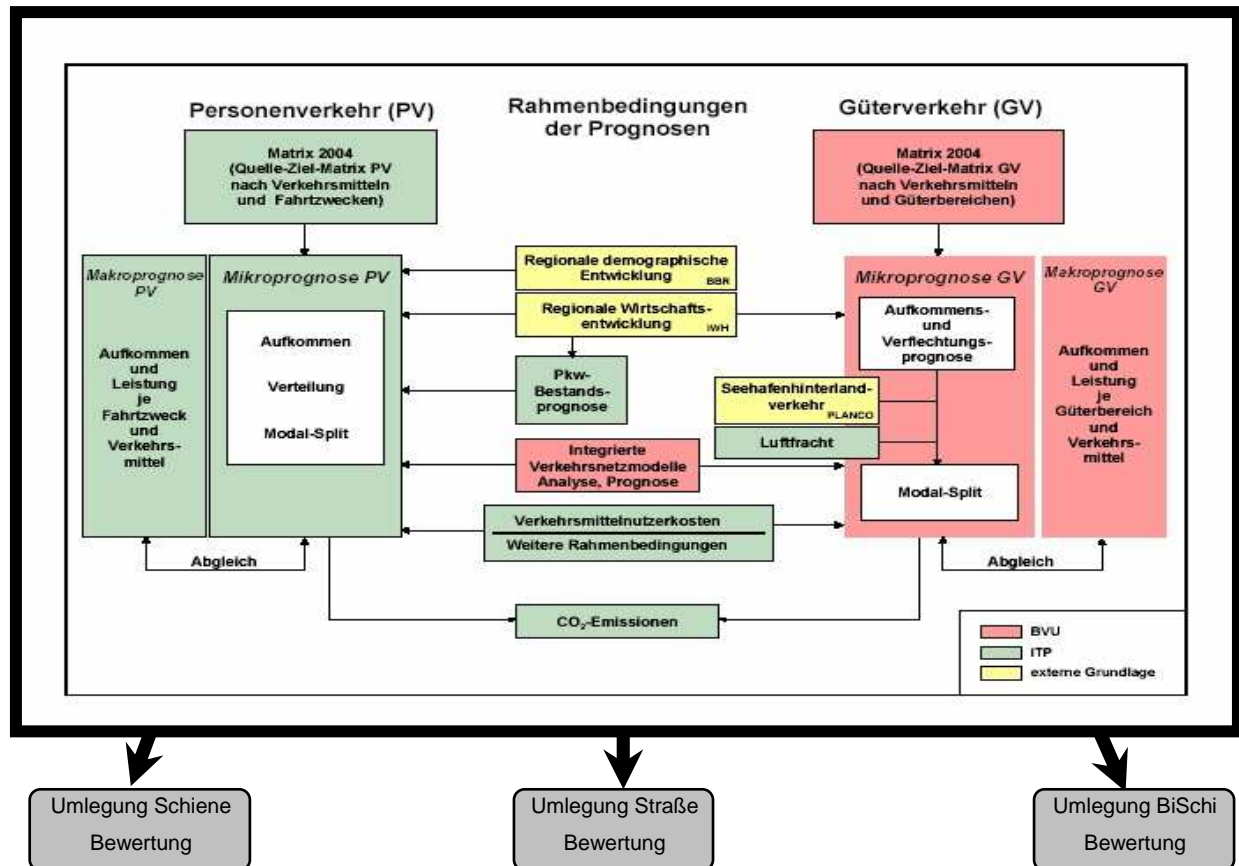 Personenverkehr (PV)
Rahmenbedingungen
der Prognosen
Güterverkehr (GV)
Matrix 2004
(Quelle-Ziel-Matrix PV
nach Verkehrsmitteln
und Fahrtzwecken)
Matrix 2004
(Quelle-Ziel-Matrix GV
nach Verkehrsmitteln
und Güterbereichen)
Makroprognose
PV
Aufkommen
und
Leistung
je
Fahrtzweck
und
Verkehrs-
mittel
Mikroprognose PV
Aufkommen
Verteilung
Modal-Split
Regionale demographische
Entwicklung
BBR
Regionale Wirtschafts-
entwicklung
IWH
Pkw-
Bestands-
prognose
Seehafenhinterland-
verkehr
PLANCO
Luftfracht
Integrierte
Verkehrsnetzmodelle
Analyse, Prognose
Verkehrsmittelnutzerkosten
Weitere Rahmenbedingungen
Mikroprognose GV
Aufkommens-
und
Verflechtungs-
prognose
Modal-Split
Makroprognose
GV
Aufkommen
und
Leistung
je
Güterbereich
und
Verkehrs-
mittel
Abgleich
Abgleich
CO₂-Emissionen
BVU
ITP
externe Grundlage
Umlegung Schiene
Bewertung
Umlegung Straße
Bewertung
Umlegung BiSchi
Bewertung